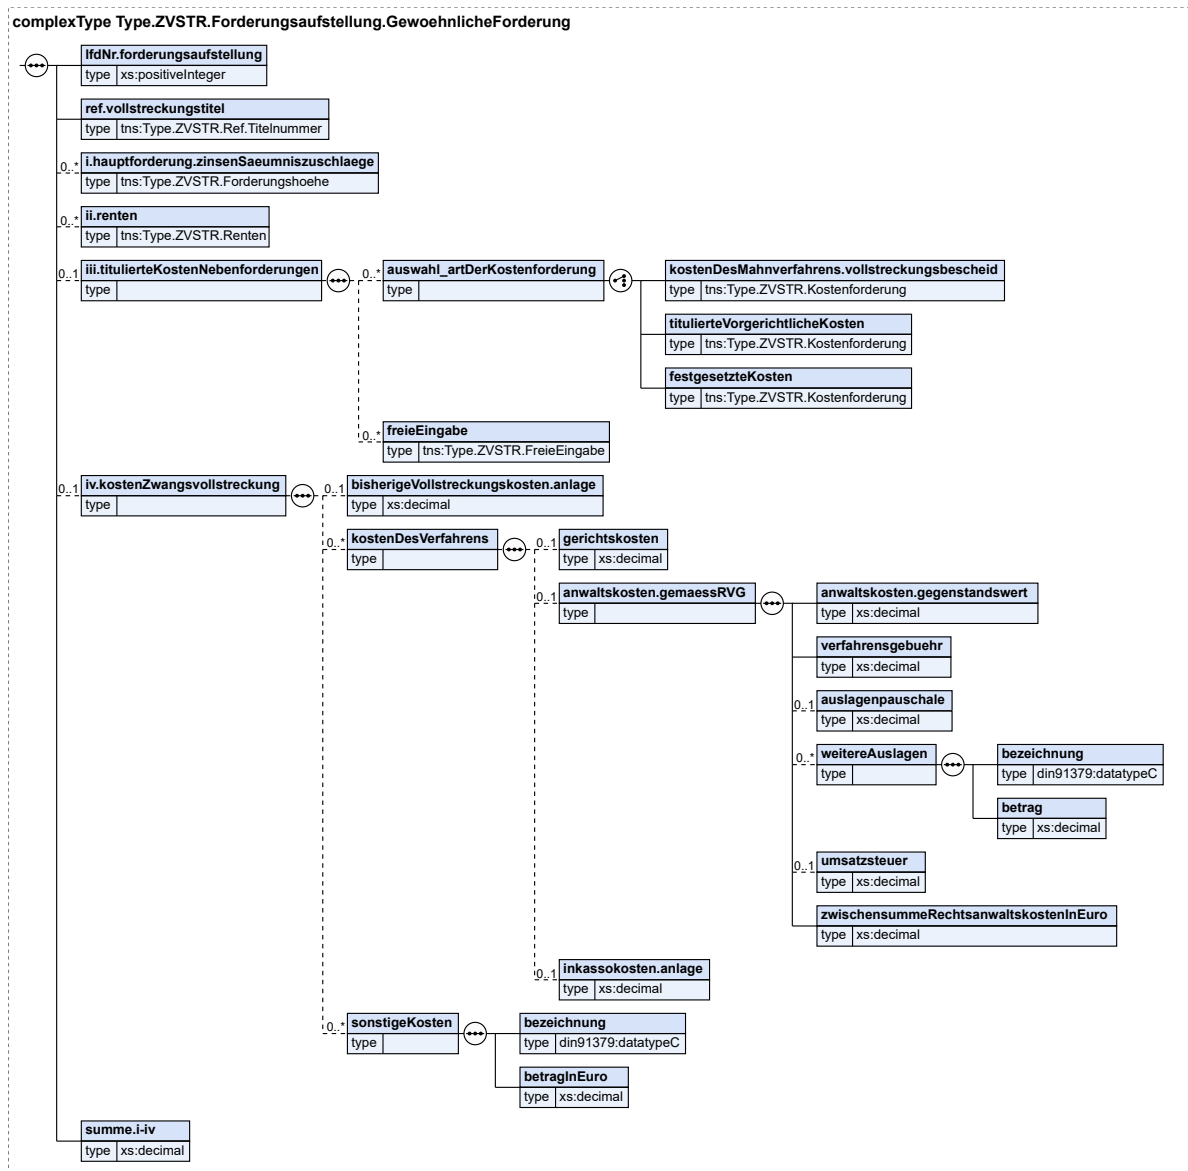 complexType Type.ZVSTR.Forderungsaufstellung.GewoehnlicheForderung
lfdNr.forderungsaufstellung
type xs:positiveInteger
ref.vollstreckungstitel
type tns:Type.ZVSTR.Ref.Titelnummer
0..* i.hauptforderung.zinsenSaeumniszuschlaege
type tns:Type.ZVSTR.Forderungshoehe
0..* ii.renten
type tns:Type.ZVSTR.Renten
0..1 iii.titulierteKostenNebenforderungen
type
0..* auswahl_artDerKostenforderung
type
kostenDesMahnverfahrens.vollstreckungsbescheid
type tns:Type.ZVSTR.Kostenforderung
titulierteVorgerichtlicheKosten
type tns:Type.ZVSTR.Kostenforderung
festgesetzteKosten
type tns:Type.ZVSTR.Kostenforderung
0..* freieEingabe
type tns:Type.ZVSTR.FreieEingabe
0..1 iv.kostenZwangsvollstreckung
type
0..1 bisherigeVollstreckungskosten.anlage
type xs:decimal
0..* kostenDesVerfahrens
type
0..1 gerichtskosten
type xs:decimal
0..1 anwaltskosten.gemaessRVG
type
anwaltskosten.gegenstandswert
type xs:decimal
verfahrensgebuehr
type xs:decimal
0..1 auslagenpauschale
type xs:decimal
0..* weitereAuslagen
type
bezeichnung
type din91379:datatypeC
betrag
type xs:decimal
0..1 umsatzsteuer
type xs:decimal
zwischensummeRechtsanwaltskostenInEuro
type xs:decimal
0..1 inkassokosten.anlage
type xs:decimal
0..* sonstigeKosten
type
bezeichnung
type din91379:datatypeC
betragInEuro
type xs:decimal
summe.i-iv
type xs:decimal